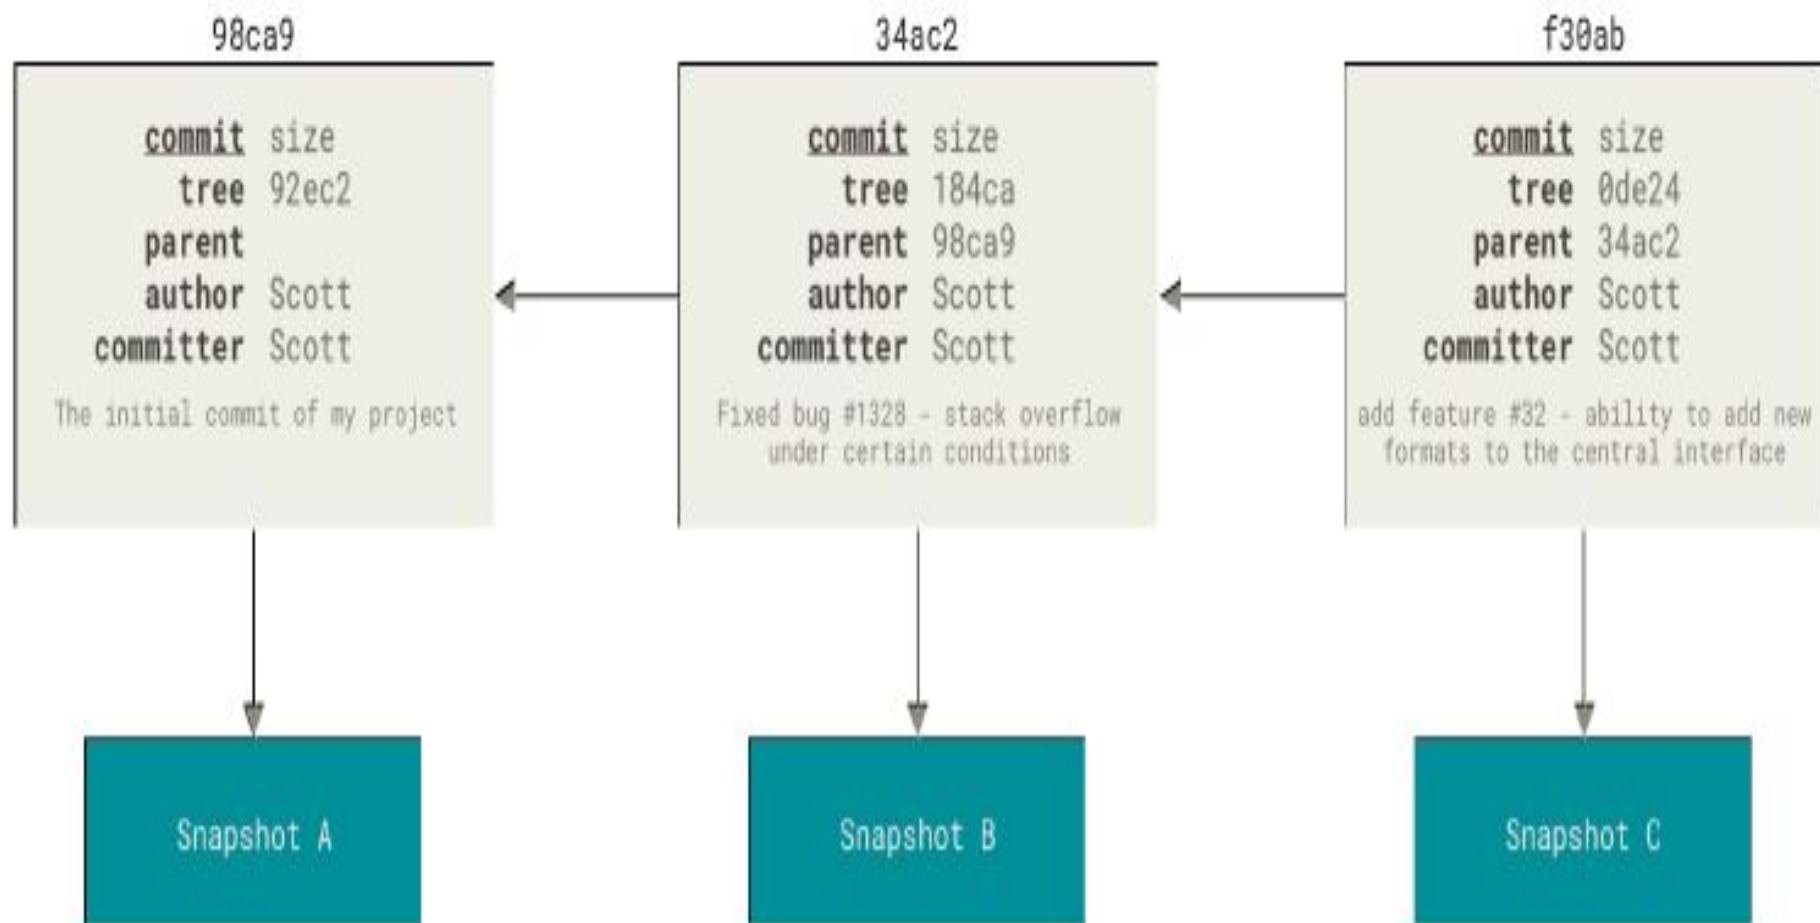 98ca9
commit size
tree 92ec2
parent
author Scott
committer Scott
The initial commit of my project
Snapshot A
34ac2
commit size
tree 184ca
parent 98ca9
author Scott
committer Scott
Fixed bug #1328 - stack overflow
under certain conditions
Snapshot B
f30ab
commit size
tree 0de24
parent 34ac2
author Scott
committer Scott
add feature #32 - ability to add new
formats to the central interface
Snapshot C